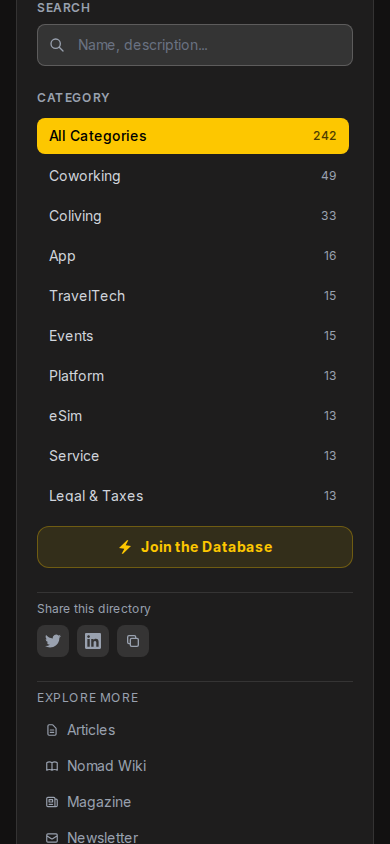 SEARCH
Name, description...
CATEGORY
All Categories 242
Coworking 49
Coliving 33
App 16
TravelTech 15
Events 15
Platform 13
eSim 13
Service 13
Legal & Taxes 13
Join the Database
Share this directory
EXPLORE MORE
Articles
Nomad Wiki
Magazine
Newsletter